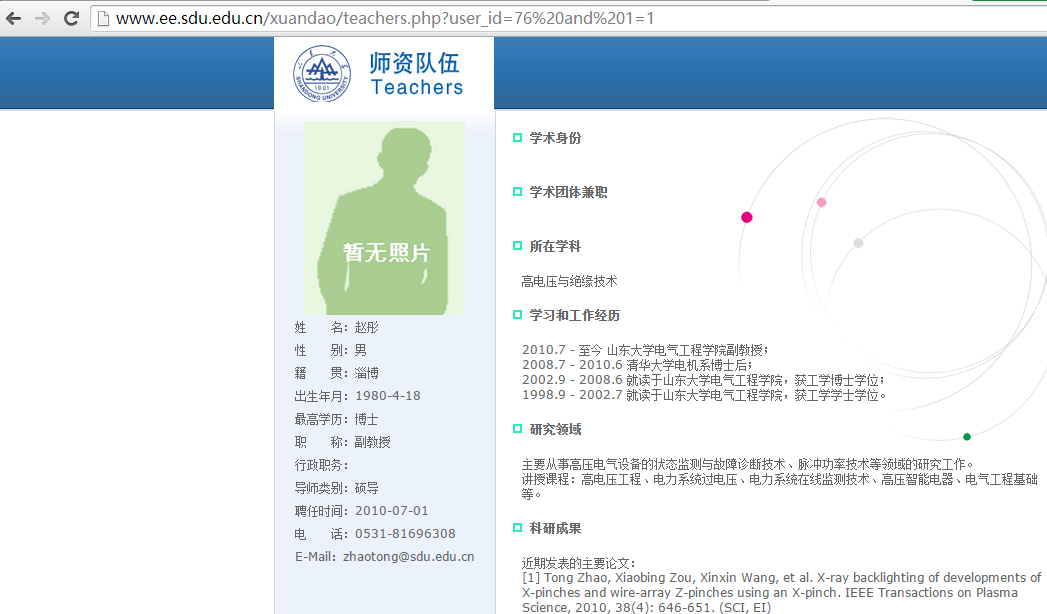 www.ee.sdu.edu.cn/xuandao/teachers.php?user_id=76%20and%201=1
师资队伍
Teachers
SHANDONG UNIVERSITY
1901
暂无照片
姓 名：赵彤
性 别：男
籍 贯：淄博
出生年月：1980-4-18
最高学历：博士
职 称：副教授
行政职务：
导师类别：硕导
聘任时间：2010-07-01
电 话：0531-81696308
E-Mail：zhaotong@sdu.edu.cn
学术身份
学术团体兼职
所在学科
高电压与绝缘技术
学习和工作经历
2010.7 - 至今 山东大学电气工程学院副教授；
2008.7 - 2010.6 清华大学电机系博士后；
2002.9 - 2008.6 就读于山东大学电气工程学院，获工学博士学位；
1998.9 - 2002.7 就读于山东大学电气工程学院，获工学学士学位。
研究领域
主要从事高压电气设备的状态监测与故障诊断技术、脉冲功率技术等领域的研究工作。
讲授课程：高电压工程、电力系统过电压、电力系统在线监测技术、高压智能电器、电气工程基础
等。
科研成果
近期发表的主要论文：
[1] Tong Zhao, Xiaobing Zou, Xinxin Wang, et al. X-ray backlighting of developments of
X-pinches and wire-array Z-pinches using an X-pinch. IEEE Transactions on Plasma
Science, 2010, 38(4): 646-651. (SCI, EI)